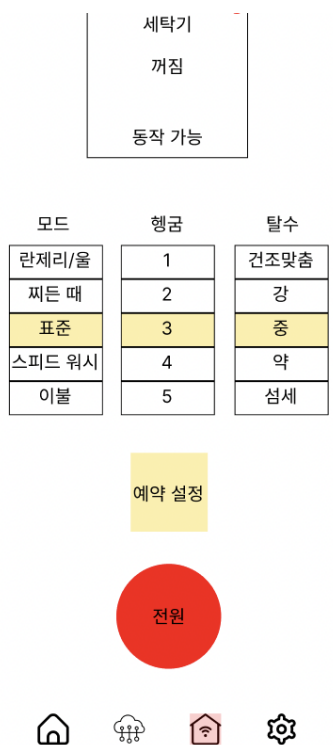 세탁기
꺼짐
동작 가능
모드 헹굼 탈수
란제리/울 1 건조맞춤
찌든 때 2 강
표준 3 중
스피드 워시 4 약
이불 5 섬세
예약 설정
전원